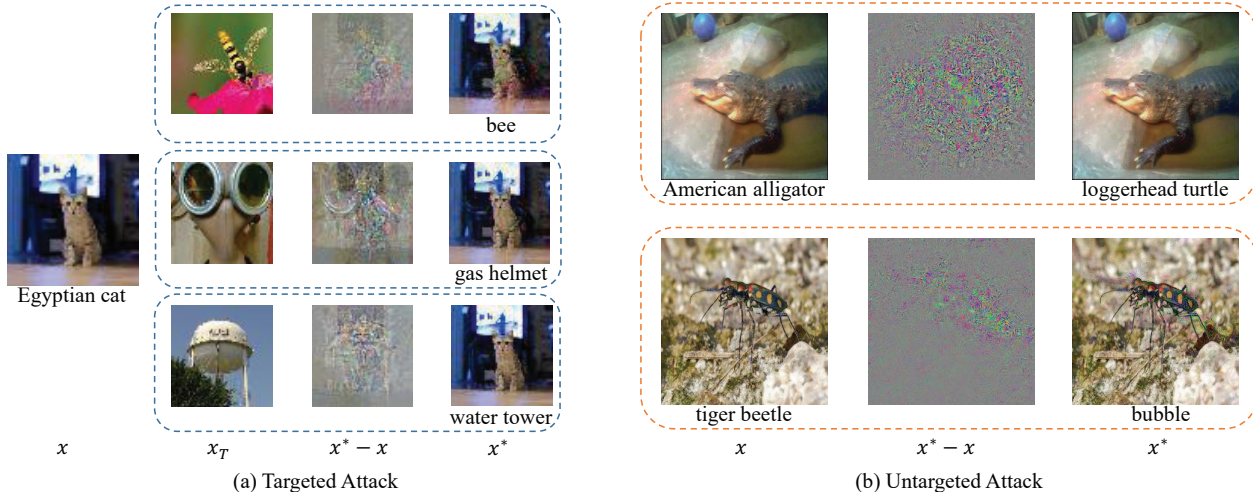 bee
Egyptian cat
gas helmet
water tower
x x_T x* − x x*
(a) Targeted Attack
American alligator loggerhead turtle
tiger beetle bubble
x x* − x x*
(b) Untargeted Attack